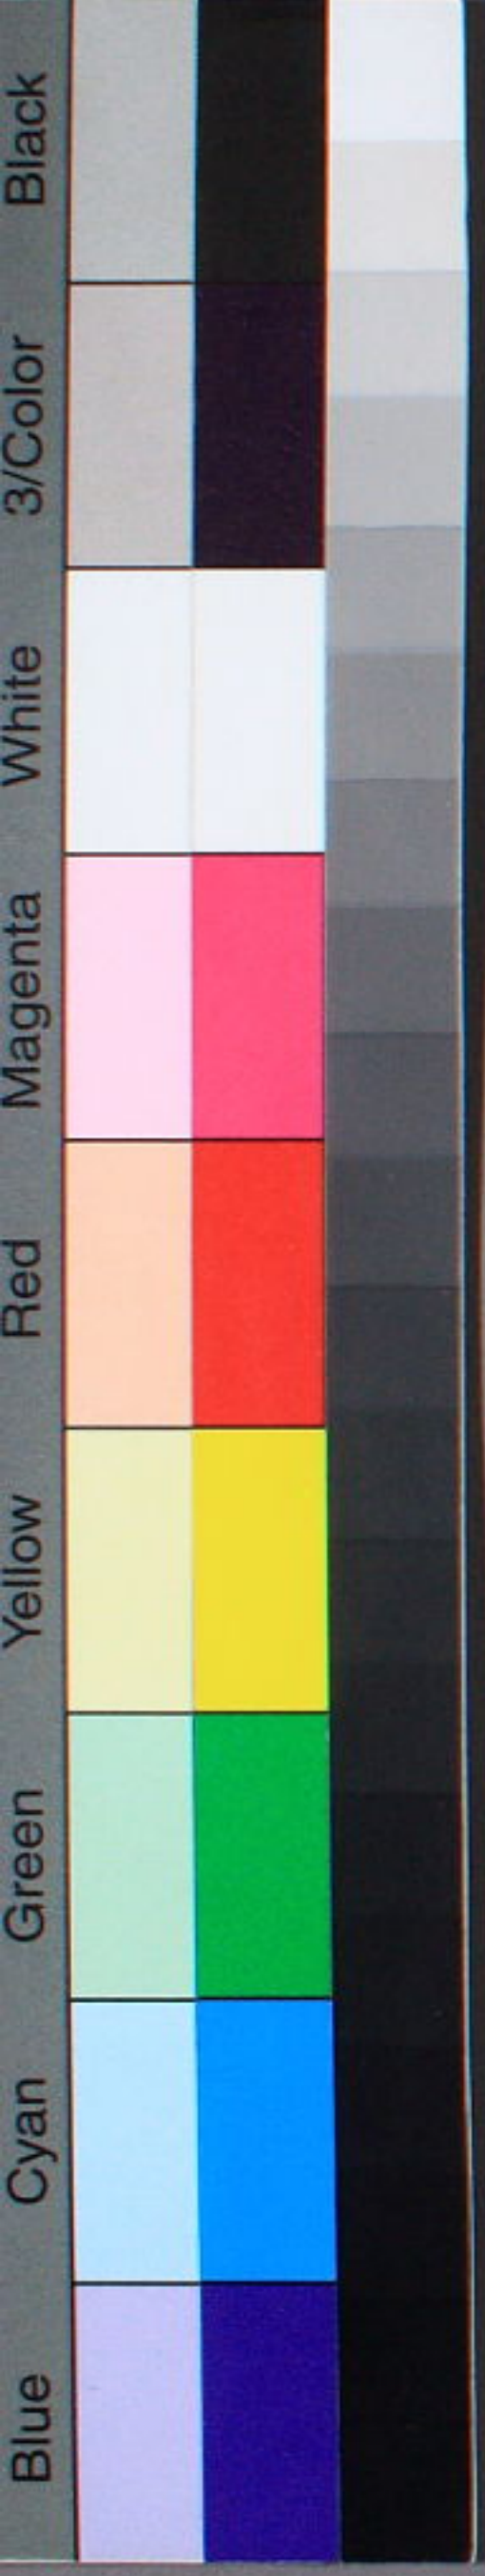 Black
3/Color
White
Magenta
Red
Yellow
Green
Cyan
Blue